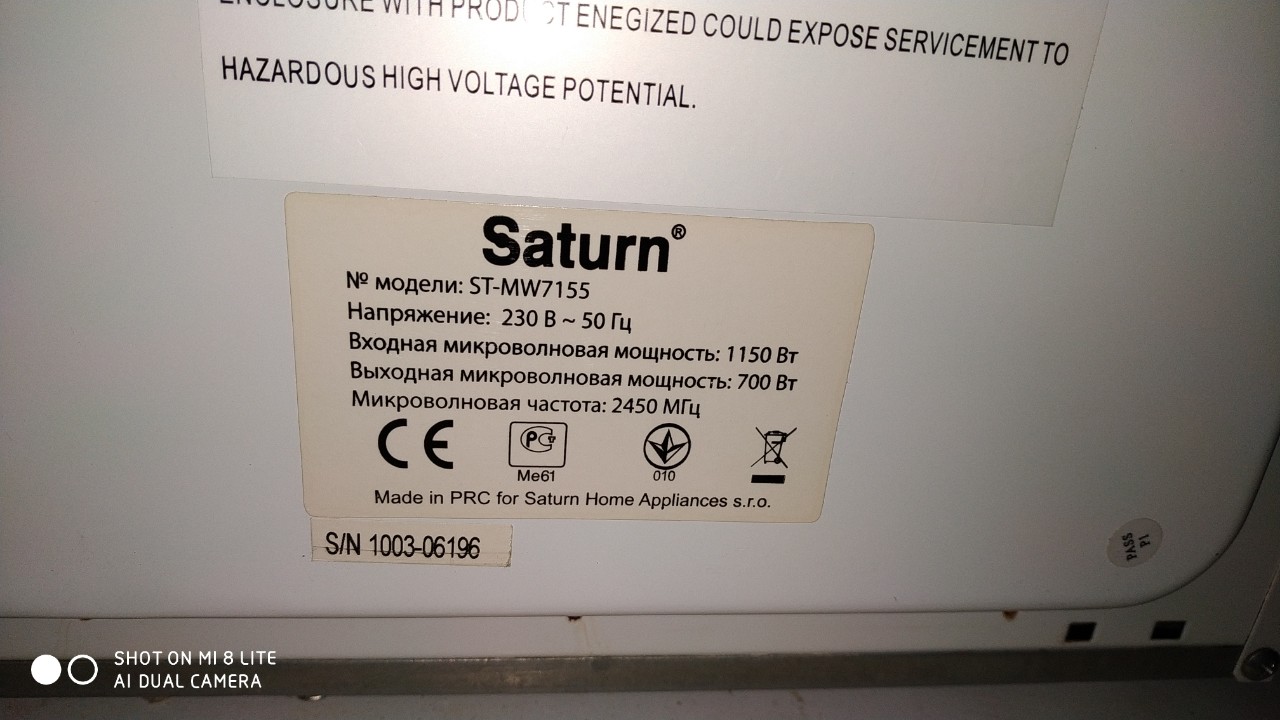 ENCLOSURE WITH PRODUCT ENEGIZED COULD EXPOSE SERVICEMENT TO
HAZARDOUS HIGH VOLTAGE POTENTIAL.
Saturn®
№ модели: ST-MW7155
Напряжение: 230 В ~ 50 Гц
Входная микроволновая мощность: 1150 Вт
Выходная микроволновая мощность: 700 Вт
Микроволновая частота: 2450 МГц
CE
РСТ
Ме61
010
Made in PRC for Saturn Home Appliances s.r.o.
S/N 1003-06196
PASS
P1
SHOT ON MI 8 LITE
AI DUAL CAMERA